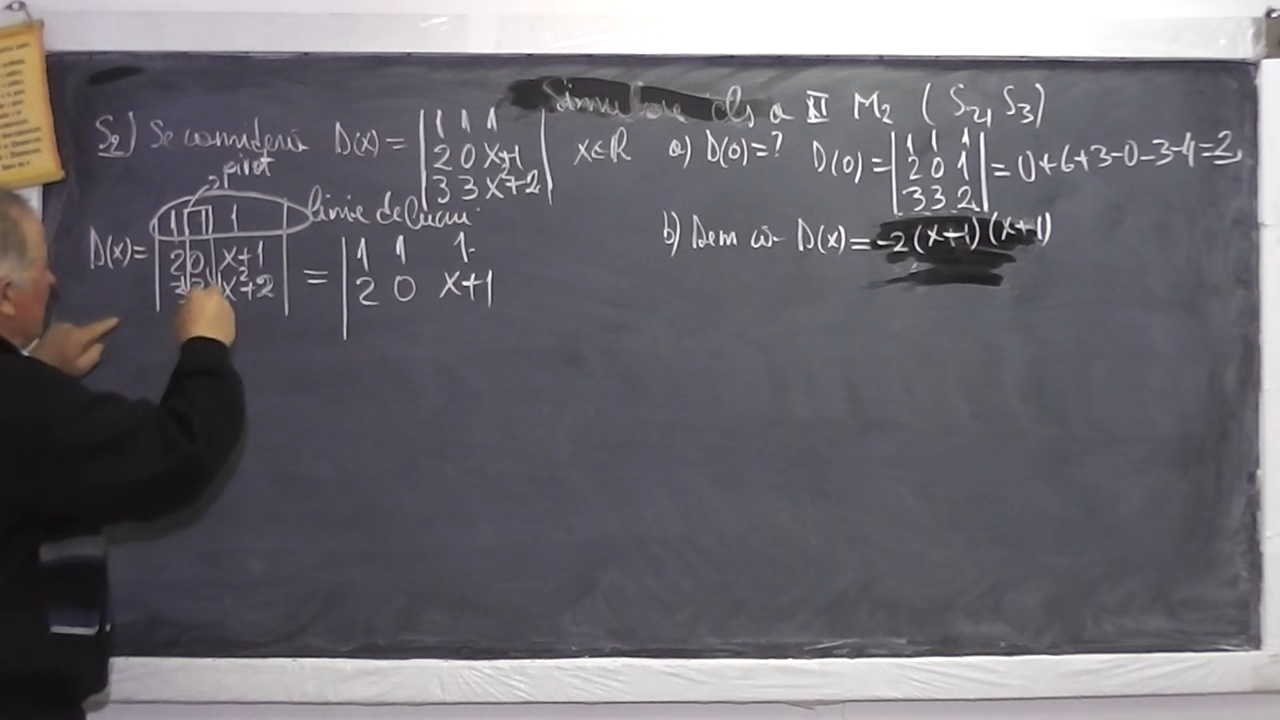 II M₂ (S₂, S₃)
S₂) Se consideră D(x) = | 1 1 1 | x∈R a) D(0)=? D(0)= | 1 1 1 | = 0+6+3-0-3-4=2,
| 2 0 x+1 | | 2 0 1 |
| 3 3 x²+2 | | 3 3 2 |
pivot
b) Dem că D(x)= -2(x+1)(x+1)
D(x)= | 1 1 1 | linie de lucru = | 1 1 1
| 2 0 x+1 | | 2 0 x+1
| 3 3 x²+2 |